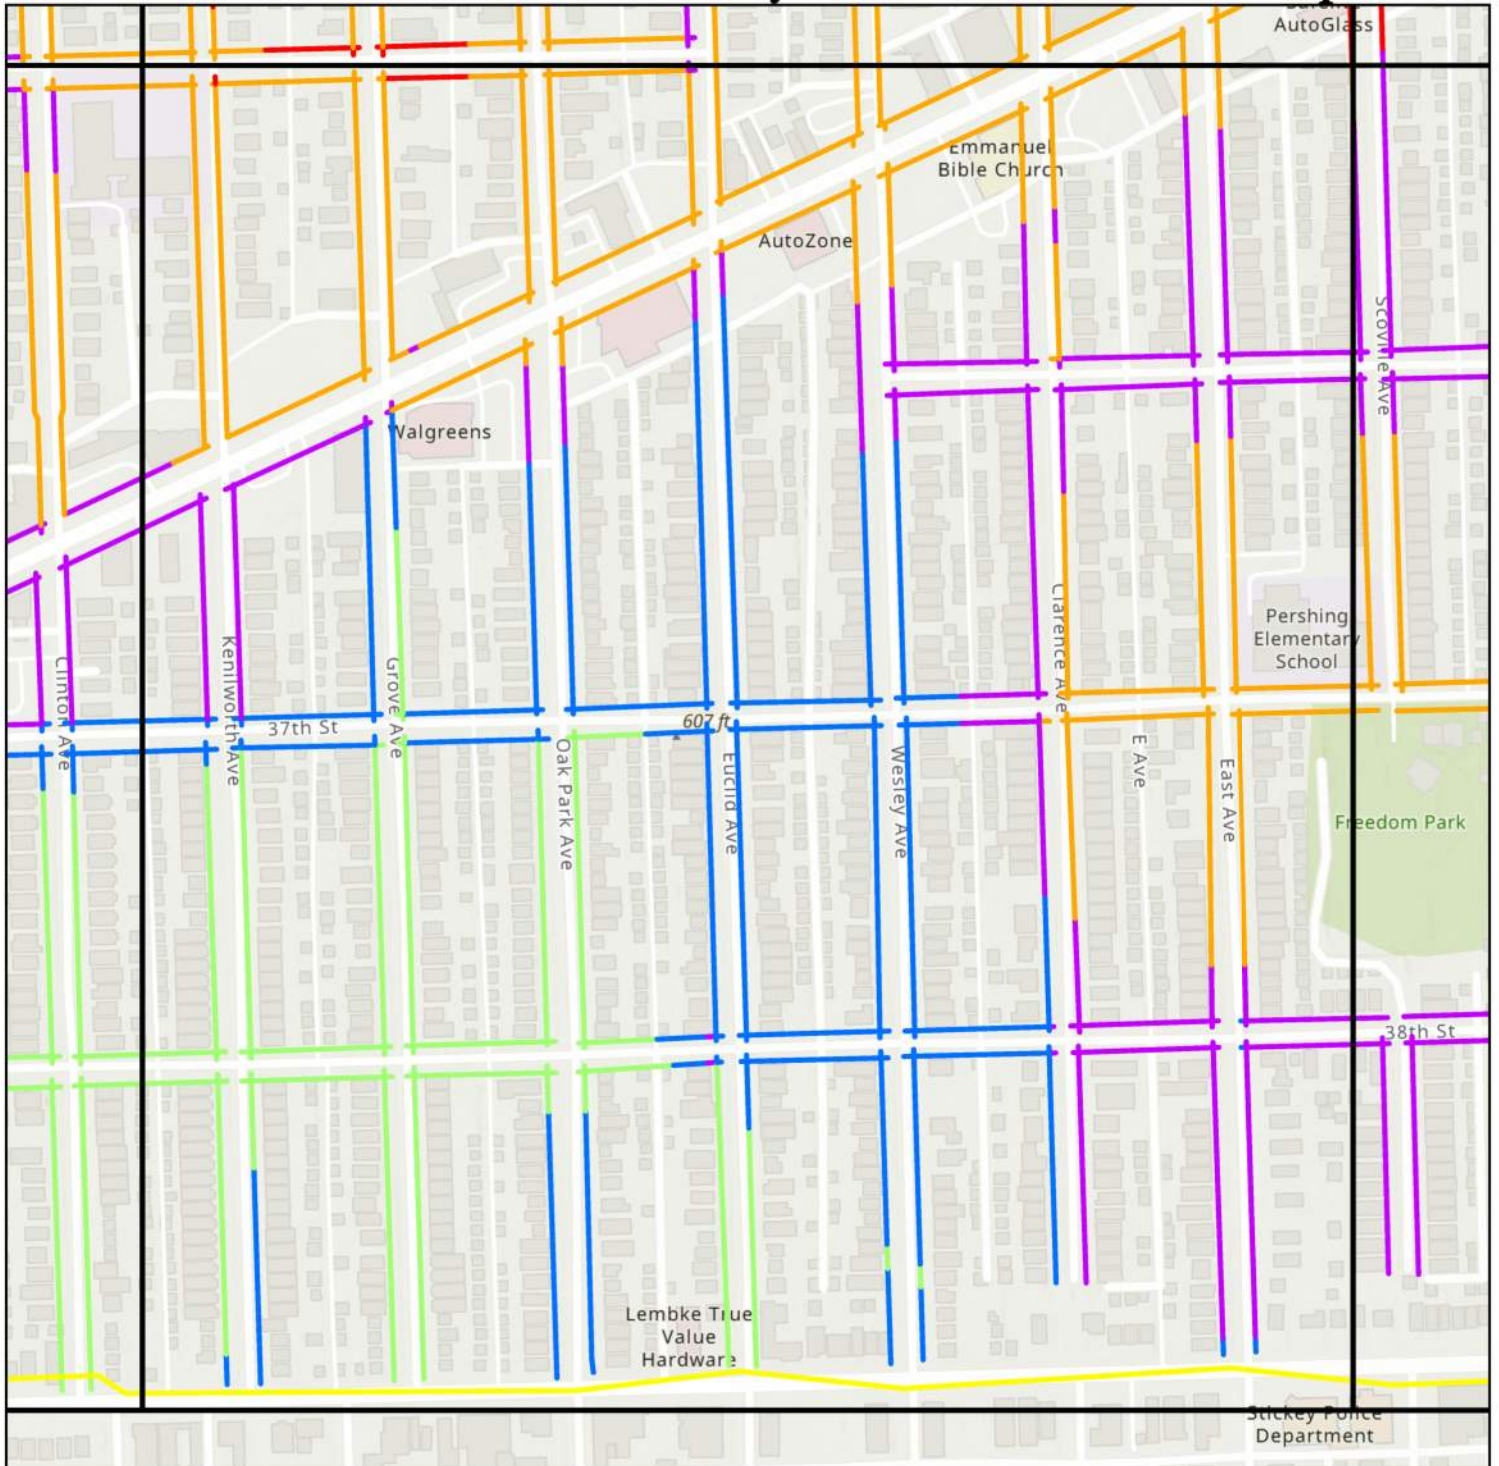 AutoGlass
Emmanuel
Bible Church
AutoZone
Scoville Ave
Walgreens
Clarence Ave
Pershing
Elementary
School
Clinton Ave
Kenilworth Ave
Grove Ave
37th St
607 ft
Oak Park Ave
Euclid Ave
Wesley Ave
E Ave
East Ave
Freedom Park
38th St
Lembke True
Value
Hardware
Stickey Police
Department